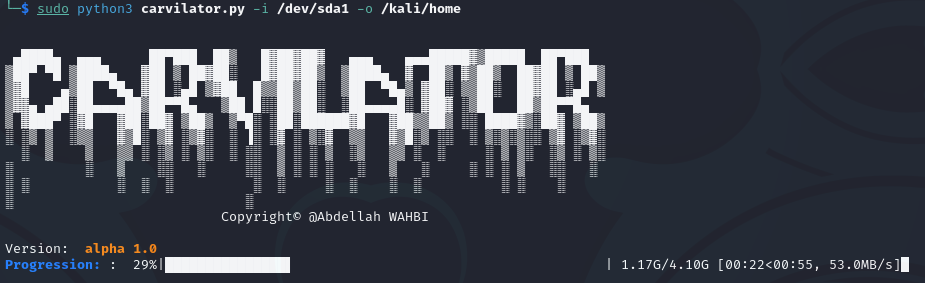 └─$ sudo python3 carvilator.py -i /dev/sda1 -o /kali/home
CARVILATOR
Copyright© @Abdellah WAHBI
Version:  alpha 1.0
Progression: :  29%| | 1.17G/4.10G [00:22<00:55, 53.0MB/s]